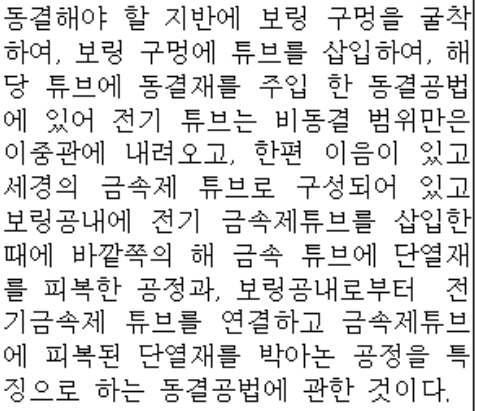 동결해야 할 지반에 보링 구멍을 굴착
하여, 보링 구멍에 튜브를 삽입하여, 해
당 튜브에 동결재를 주입 한 동결공법
에 있어 전기 튜브는 비동결 범위만은
이중관에 내려오고, 한편 이음이 있고
세경의 금속제 튜브로 구성되어 있고
보링공내에 전기 금속제튜브를 삽입한
때에 바깥쪽의 해 금속 튜브에 단열재
를 피복한 공정과, 보링공내로부터 전
기금속제 튜브를 연결하고 금속제튜브
에 피복된 단열재를 박아논 공정을 특
징으로 하는 동결공법에 관한 것이다.